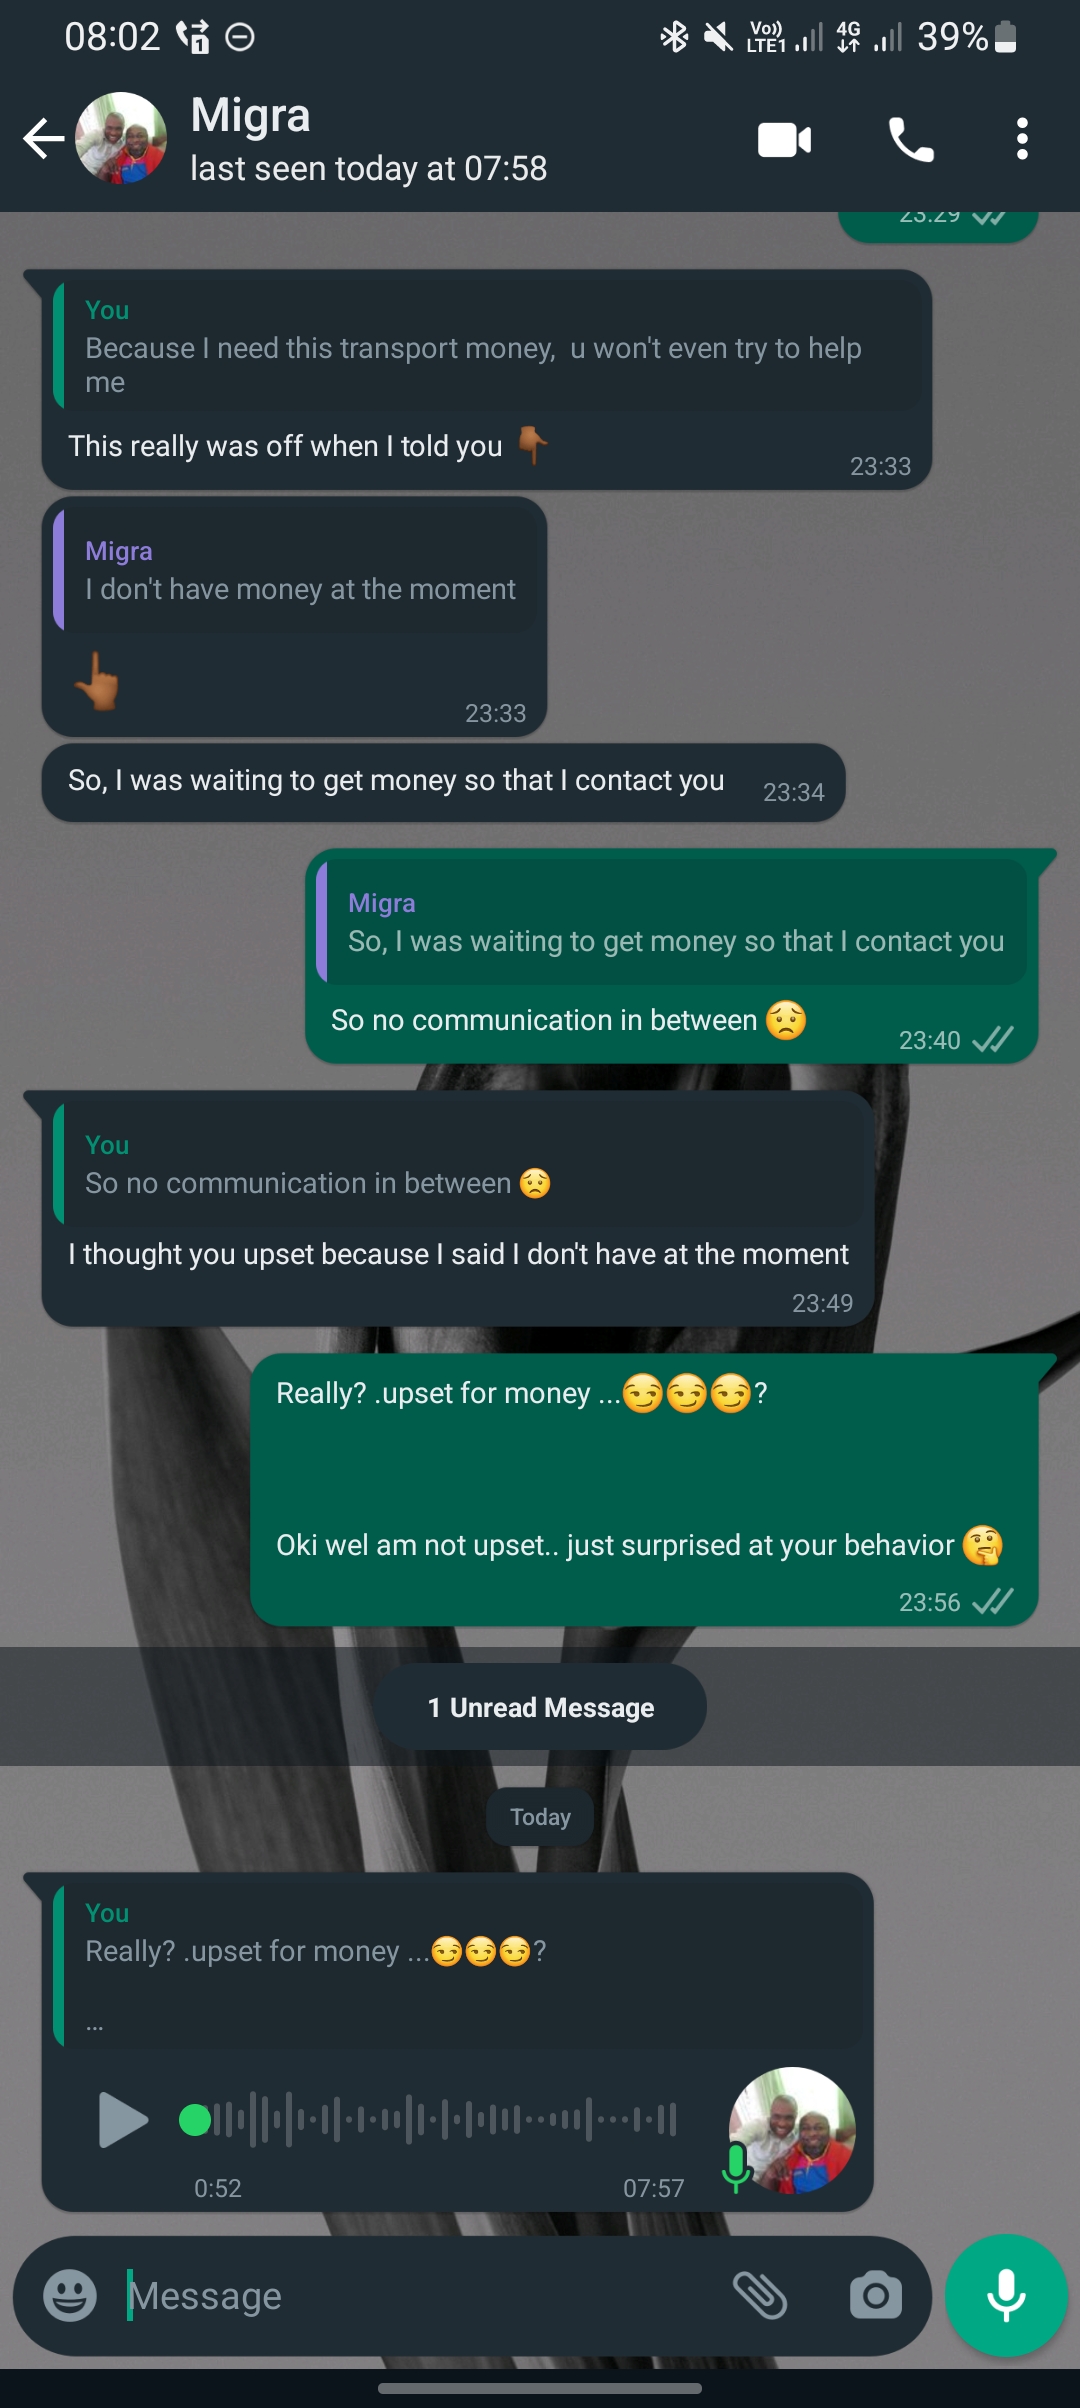 08:02
Vo)) LTE1 4G 39%
Migra
last seen today at 07:58
23:29
You
Because I need this transport money,  u won't even try to help
me
This really was off when I told you 👇🏾
23:33
Migra
I don't have money at the moment
👆🏾
23:33
So, I was waiting to get money so that I contact you 23:34
Migra
So, I was waiting to get money so that I contact you
So no communication in between 😟
23:40
You
So no communication in between 😟
I thought you upset because I said I don't have at the moment
23:49
Really? .upset for money ...😏😏😏?
Oki wel am not upset.. just surprised at your behavior 🤔
23:56
1 Unread Message
Today
You
Really? .upset for money ...😏😏😏?
...
0:52 07:57
Message